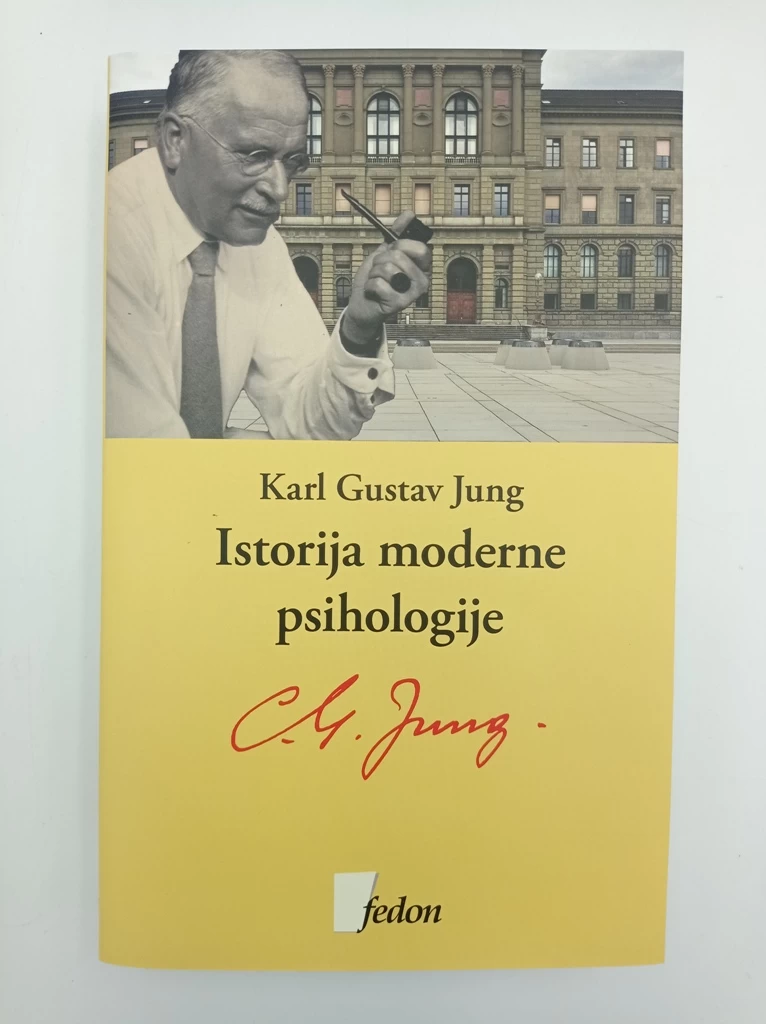 Karl Gustav Jung
Istorija moderne
psihologije
C. G. Jung.
fedon